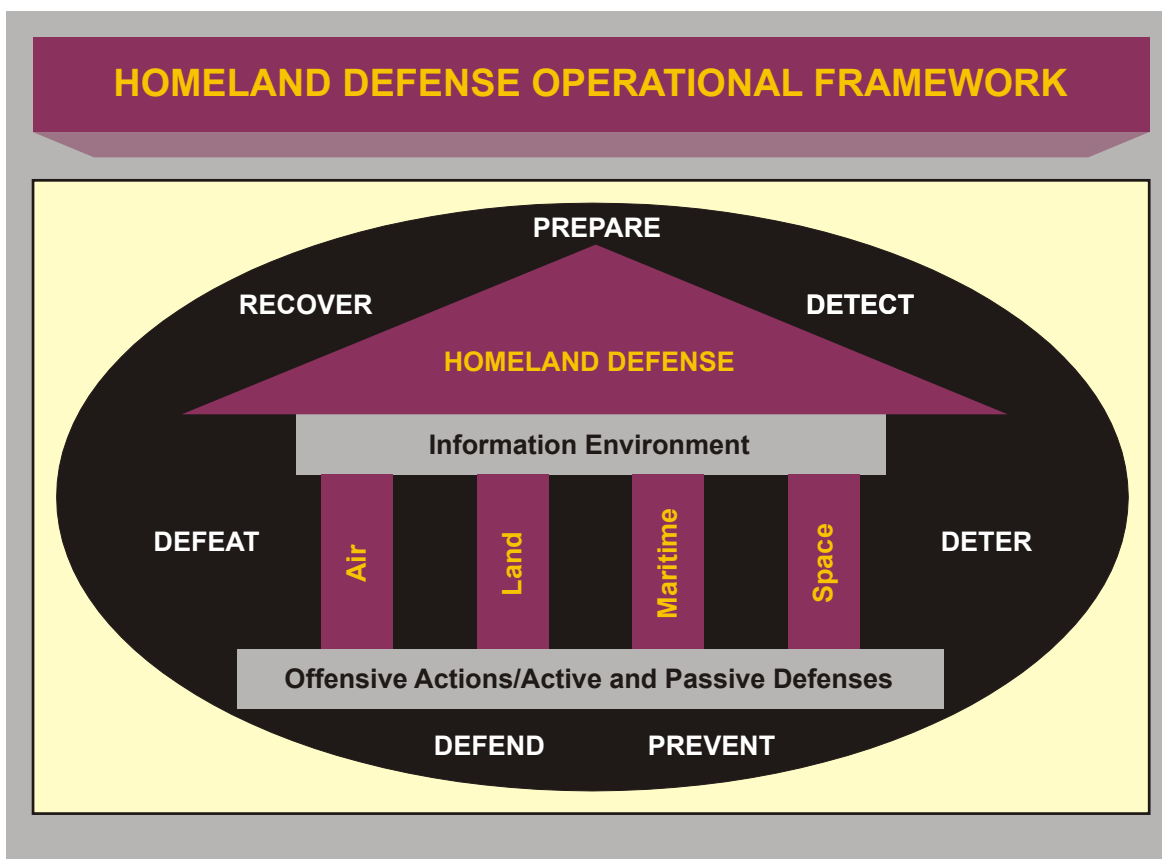 HOMELAND DEFENSE OPERATIONAL FRAMEWORK
PREPARE
RECOVER
DETECT
HOMELAND DEFENSE
Information Environment
DEFEAT
Air
Land
Maritime
Space
DETER
Offensive Actions/Active and Passive Defenses
DEFEND
PREVENT